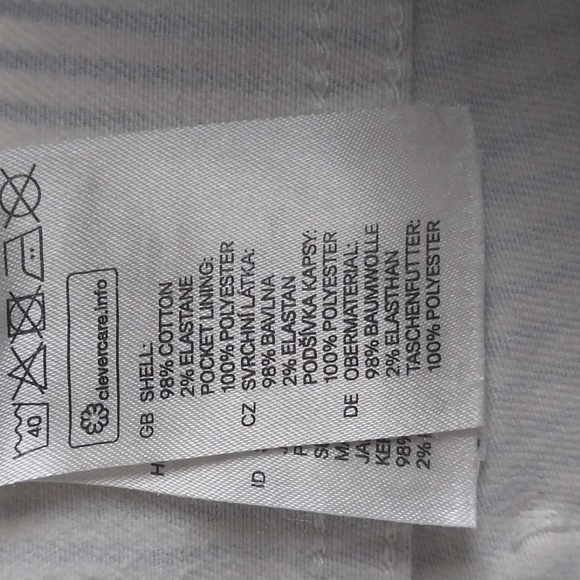 40
clevercare.info
GB SHELL:
98% COTTON
2% ELASTANE
POCKET LINING:
100% POLYESTER
CZ SVRCHNÍ LÁTKA:
98% BAVLNA
2% ELASTAN
PODŠÍVKA KAPSY:
100% POLYESTER
DE OBERMATERIAL:
98% BAUMWOLLE
2% ELASTHAN
TASCHENFUTTER:
100% POLYESTER
ID